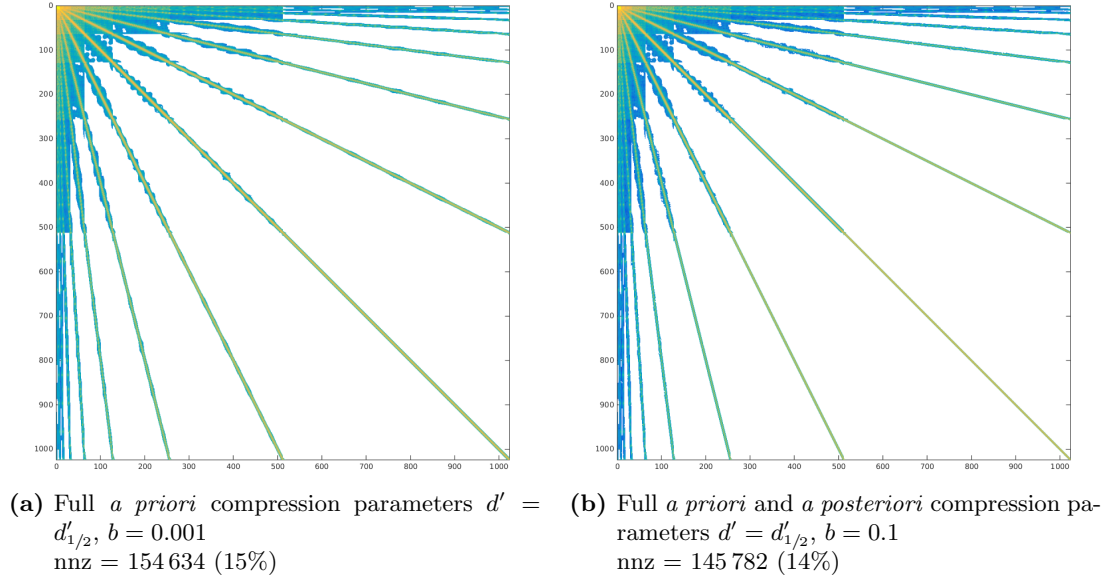 0
100
200
300
400
500
600
700
800
900
1000
0 100 200 300 400 500 600 700 800 900 1000
0
100
200
300
400
500
600
700
800
900
1000
0 100 200 300 400 500 600 700 800 900 1000
(a) Full a priori compression parameters d′ =
d′1/2, b = 0.001
nnz = 154 634 (15%)
(b) Full a priori and a posteriori compression pa-
rameters d′ = d′1/2, b = 0.1
nnz = 145 782 (14%)